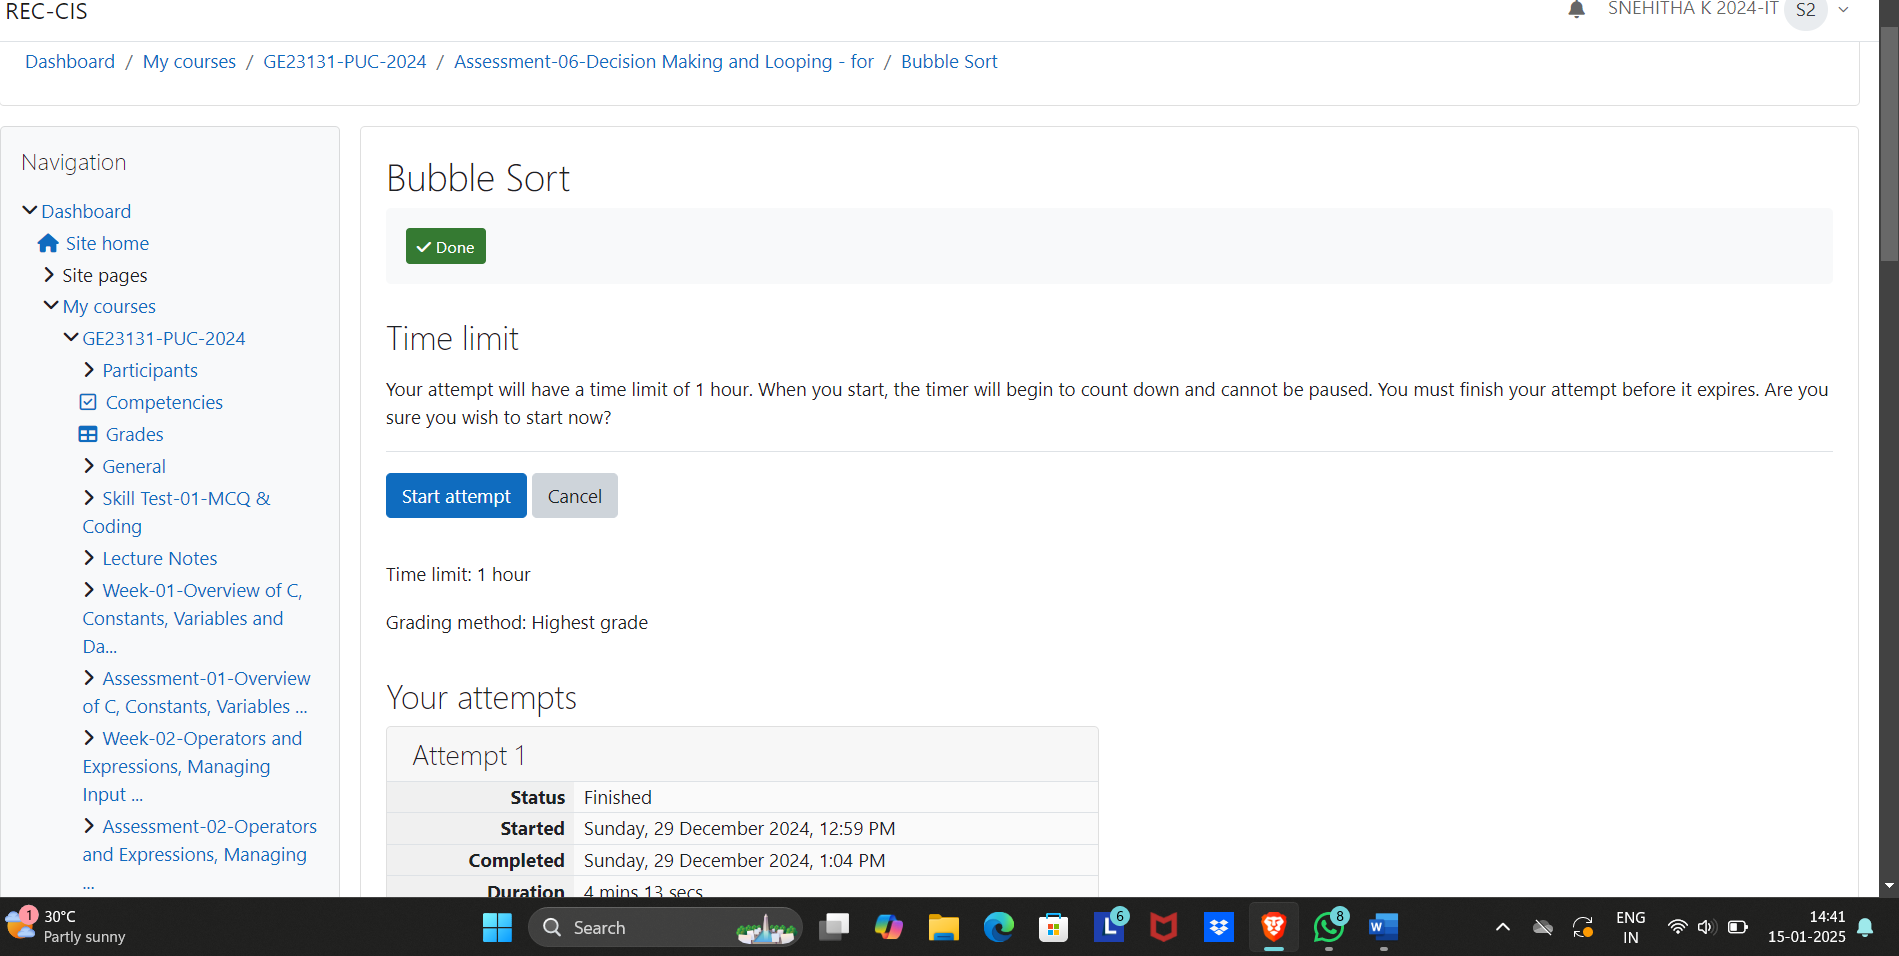 REC-CIS
SNEHITHA K 2024-IT S2
Dashboard / My courses / GE23131-PUC-2024 / Assessment-06-Decision Making and Looping - for / Bubble Sort
Navigation
Dashboard
Site home
Site pages
My courses
GE23131-PUC-2024
Participants
Competencies
Grades
General
Skill Test-01-MCQ &
Coding
Lecture Notes
Week-01-Overview of C,
Constants, Variables and
Da...
Assessment-01-Overview
of C, Constants, Variables ...
Week-02-Operators and
Expressions, Managing
Input ...
Assessment-02-Operators
and Expressions, Managing
...
Bubble Sort
Done
Time limit
Your attempt will have a time limit of 1 hour. When you start, the timer will begin to count down and cannot be paused. You must finish your attempt before it expires. Are you
sure you wish to start now?
Start attempt Cancel
Time limit: 1 hour
Grading method: Highest grade
Your attempts
Attempt 1
Status Finished
Started Sunday, 29 December 2024, 12:59 PM
Completed Sunday, 29 December 2024, 1:04 PM
Duration 4 mins 13 secs
1
30°C
Partly sunny
Search
L 6
8
W
ENG
IN
14:41
15-01-2025